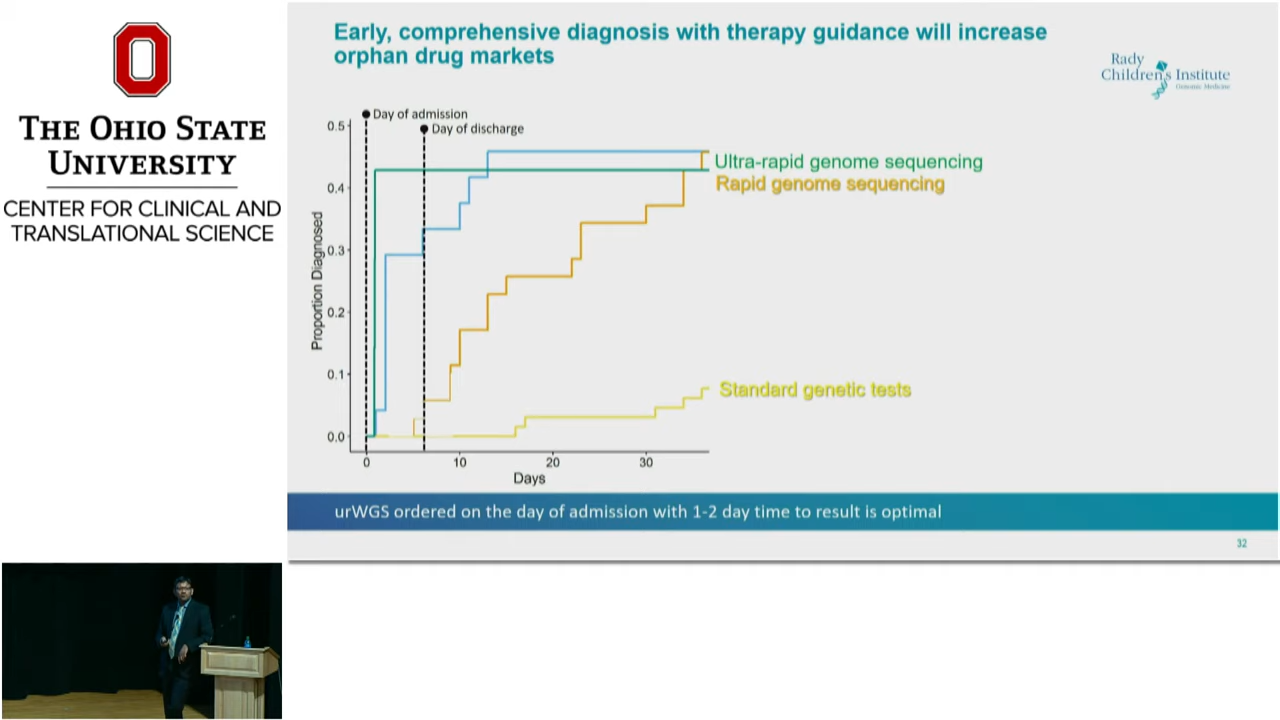 THE OHIO STATE
UNIVERSITY
CENTER FOR CLINICAL AND
TRANSLATIONAL SCIENCE
Early, comprehensive diagnosis with therapy guidance will increase
orphan drug markets
Rady
Children's Institute
Genomic Medicine
Day of admission
Day of discharge
0.5
0.4
0.3
0.2
0.1
0.0
Proportion Diagnosed
0
10
20
30
Days
Ultra-rapid genome sequencing
Rapid genome sequencing
Standard genetic tests
urWGS ordered on the day of admission with 1-2 day time to result is optimal
32